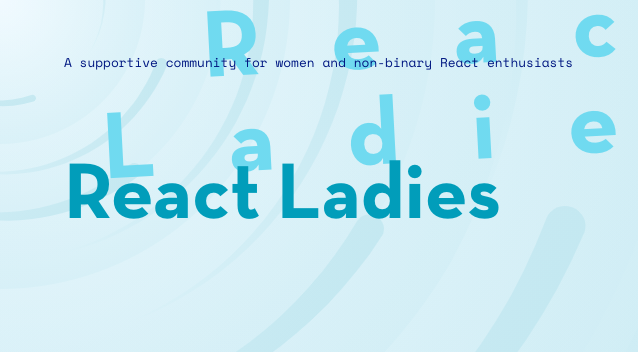 R e a c
A supportive community for women and non-binary React enthusiasts
L a d i e
React Ladies